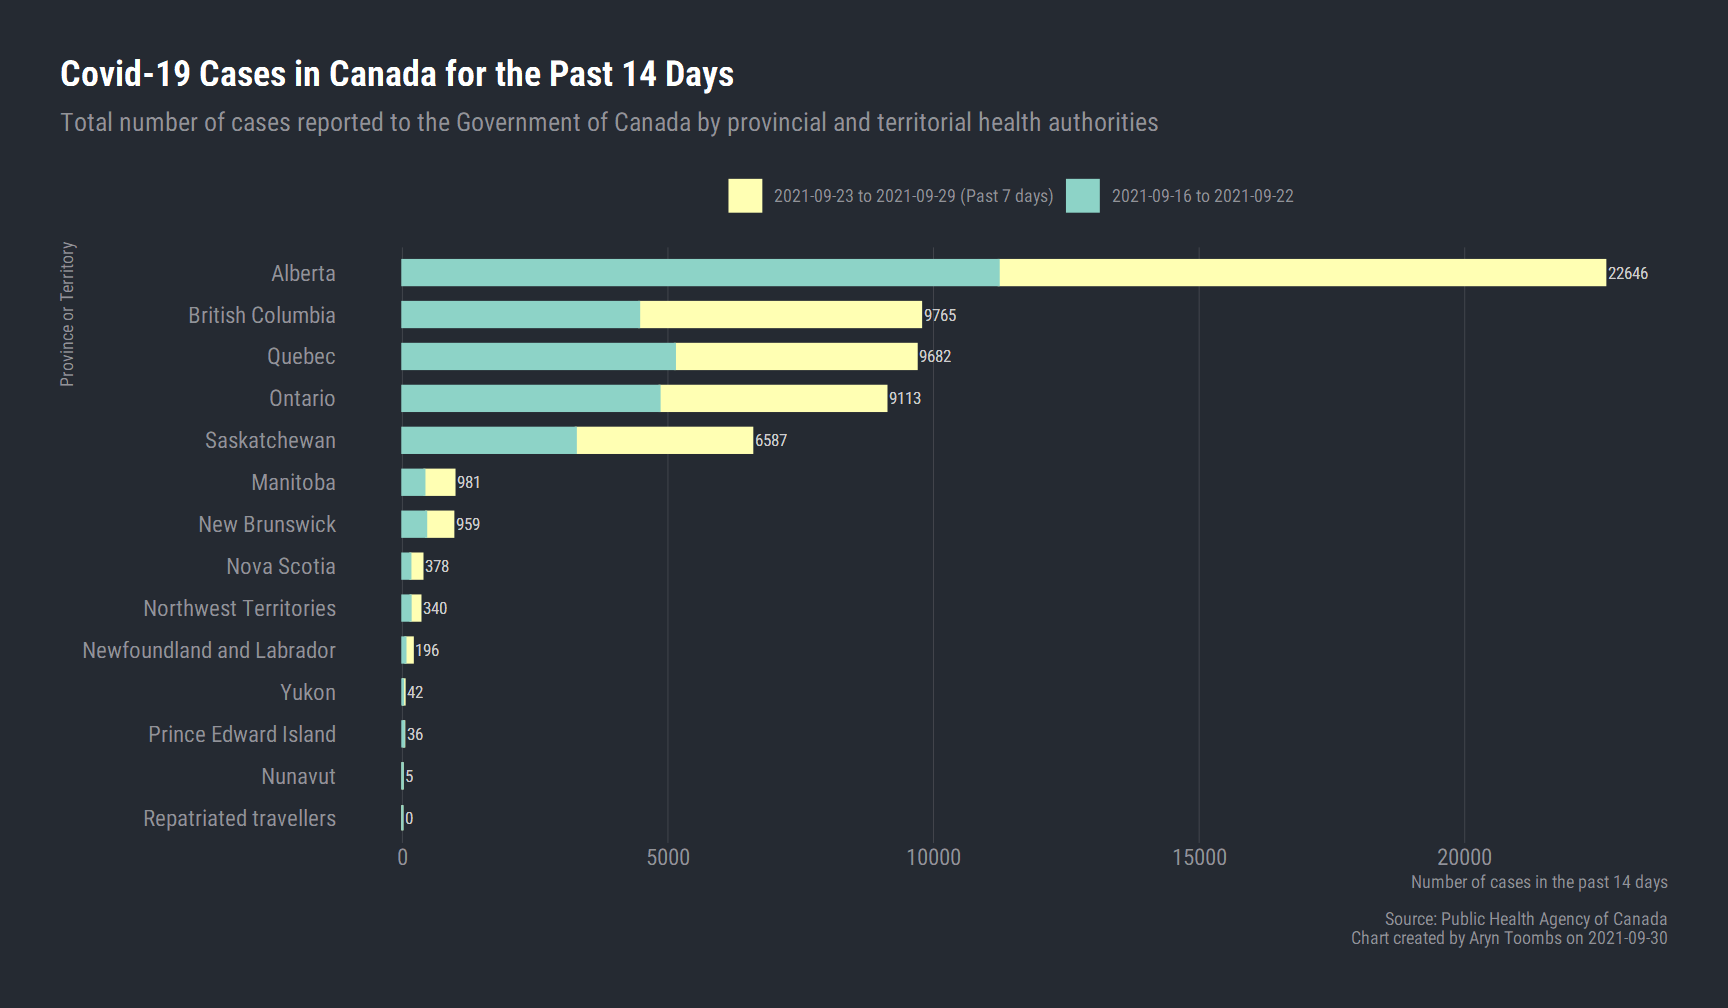 Covid-19 Cases in Canada for the Past 14 Days
Total number of cases reported to the Government of Canada by provincial and territorial health authorities
2021-09-23 to 2021-09-29 (Past 7 days)
2021-09-16 to 2021-09-22
Province or Territory
Alberta 22646
British Columbia 9765
Quebec 9682
Ontario 9113
Saskatchewan 6587
Manitoba 981
New Brunswick 959
Nova Scotia 378
Northwest Territories 340
Newfoundland and Labrador 196
Yukon 42
Prince Edward Island 36
Nunavut 5
Repatriated travellers 0
0 5000 10000 15000 20000
Number of cases in the past 14 days
Source: Public Health Agency of Canada
Chart created by Aryn Toombs on 2021-09-30